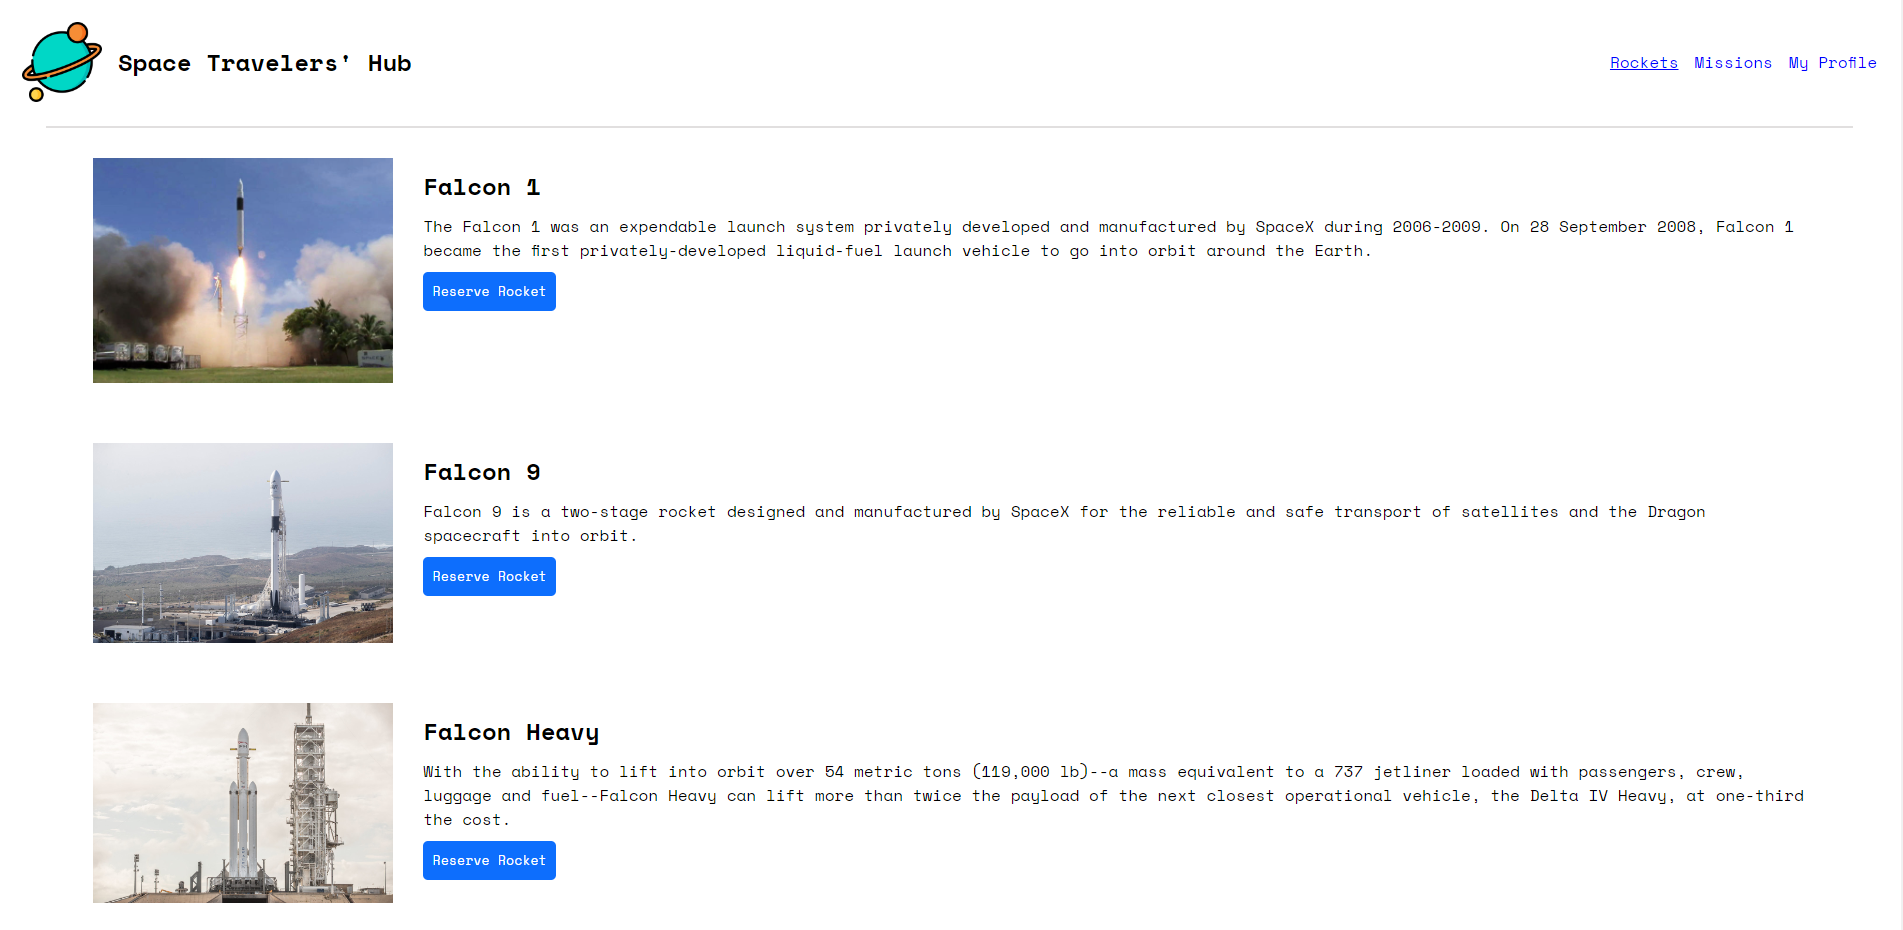 Space Travelers' Hub
Rockets Missions My Profile
Falcon 1
The Falcon 1 was an expendable launch system privately developed and manufactured by SpaceX during 2006-2009. On 28 September 2008, Falcon 1
became the first privately-developed liquid-fuel launch vehicle to go into orbit around the Earth.
Reserve Rocket
Falcon 9
Falcon 9 is a two-stage rocket designed and manufactured by SpaceX for the reliable and safe transport of satellites and the Dragon
spacecraft into orbit.
Reserve Rocket
Falcon Heavy
With the ability to lift into orbit over 54 metric tons (119,000 lb)--a mass equivalent to a 737 jetliner loaded with passengers, crew,
luggage and fuel--Falcon Heavy can lift more than twice the payload of the next closest operational vehicle, the Delta IV Heavy, at one-third
the cost.
Reserve Rocket